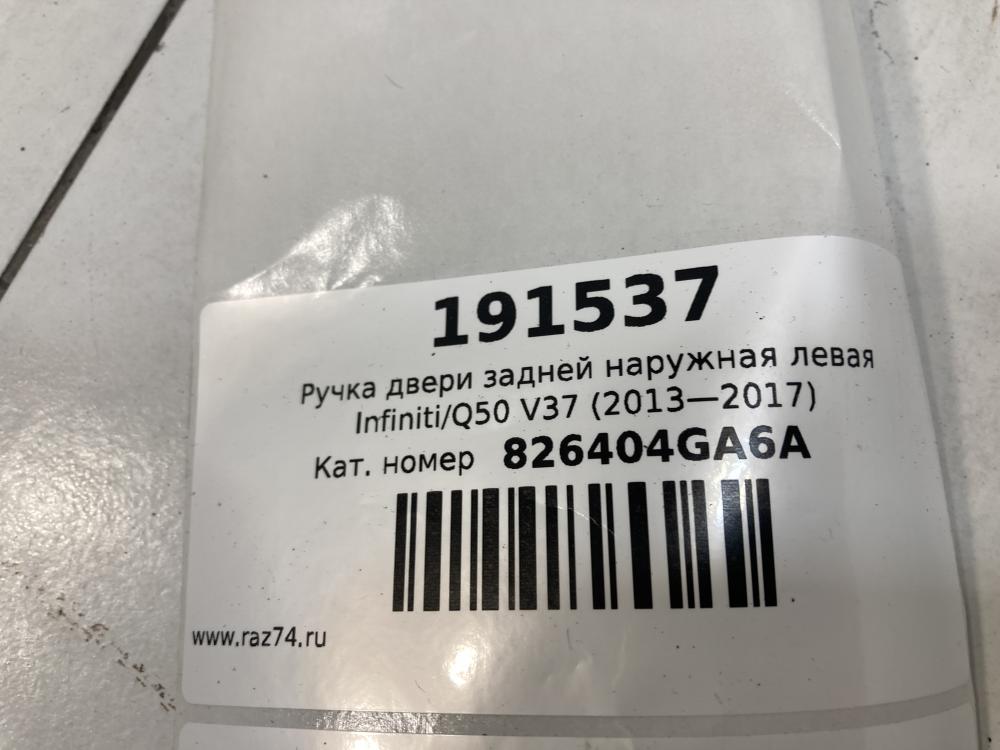 191537
Ручка двери задней наружная левая
Infiniti/Q50 V37 (2013—2017)
Кат. номер 826404GA6A
www.raz74.ru